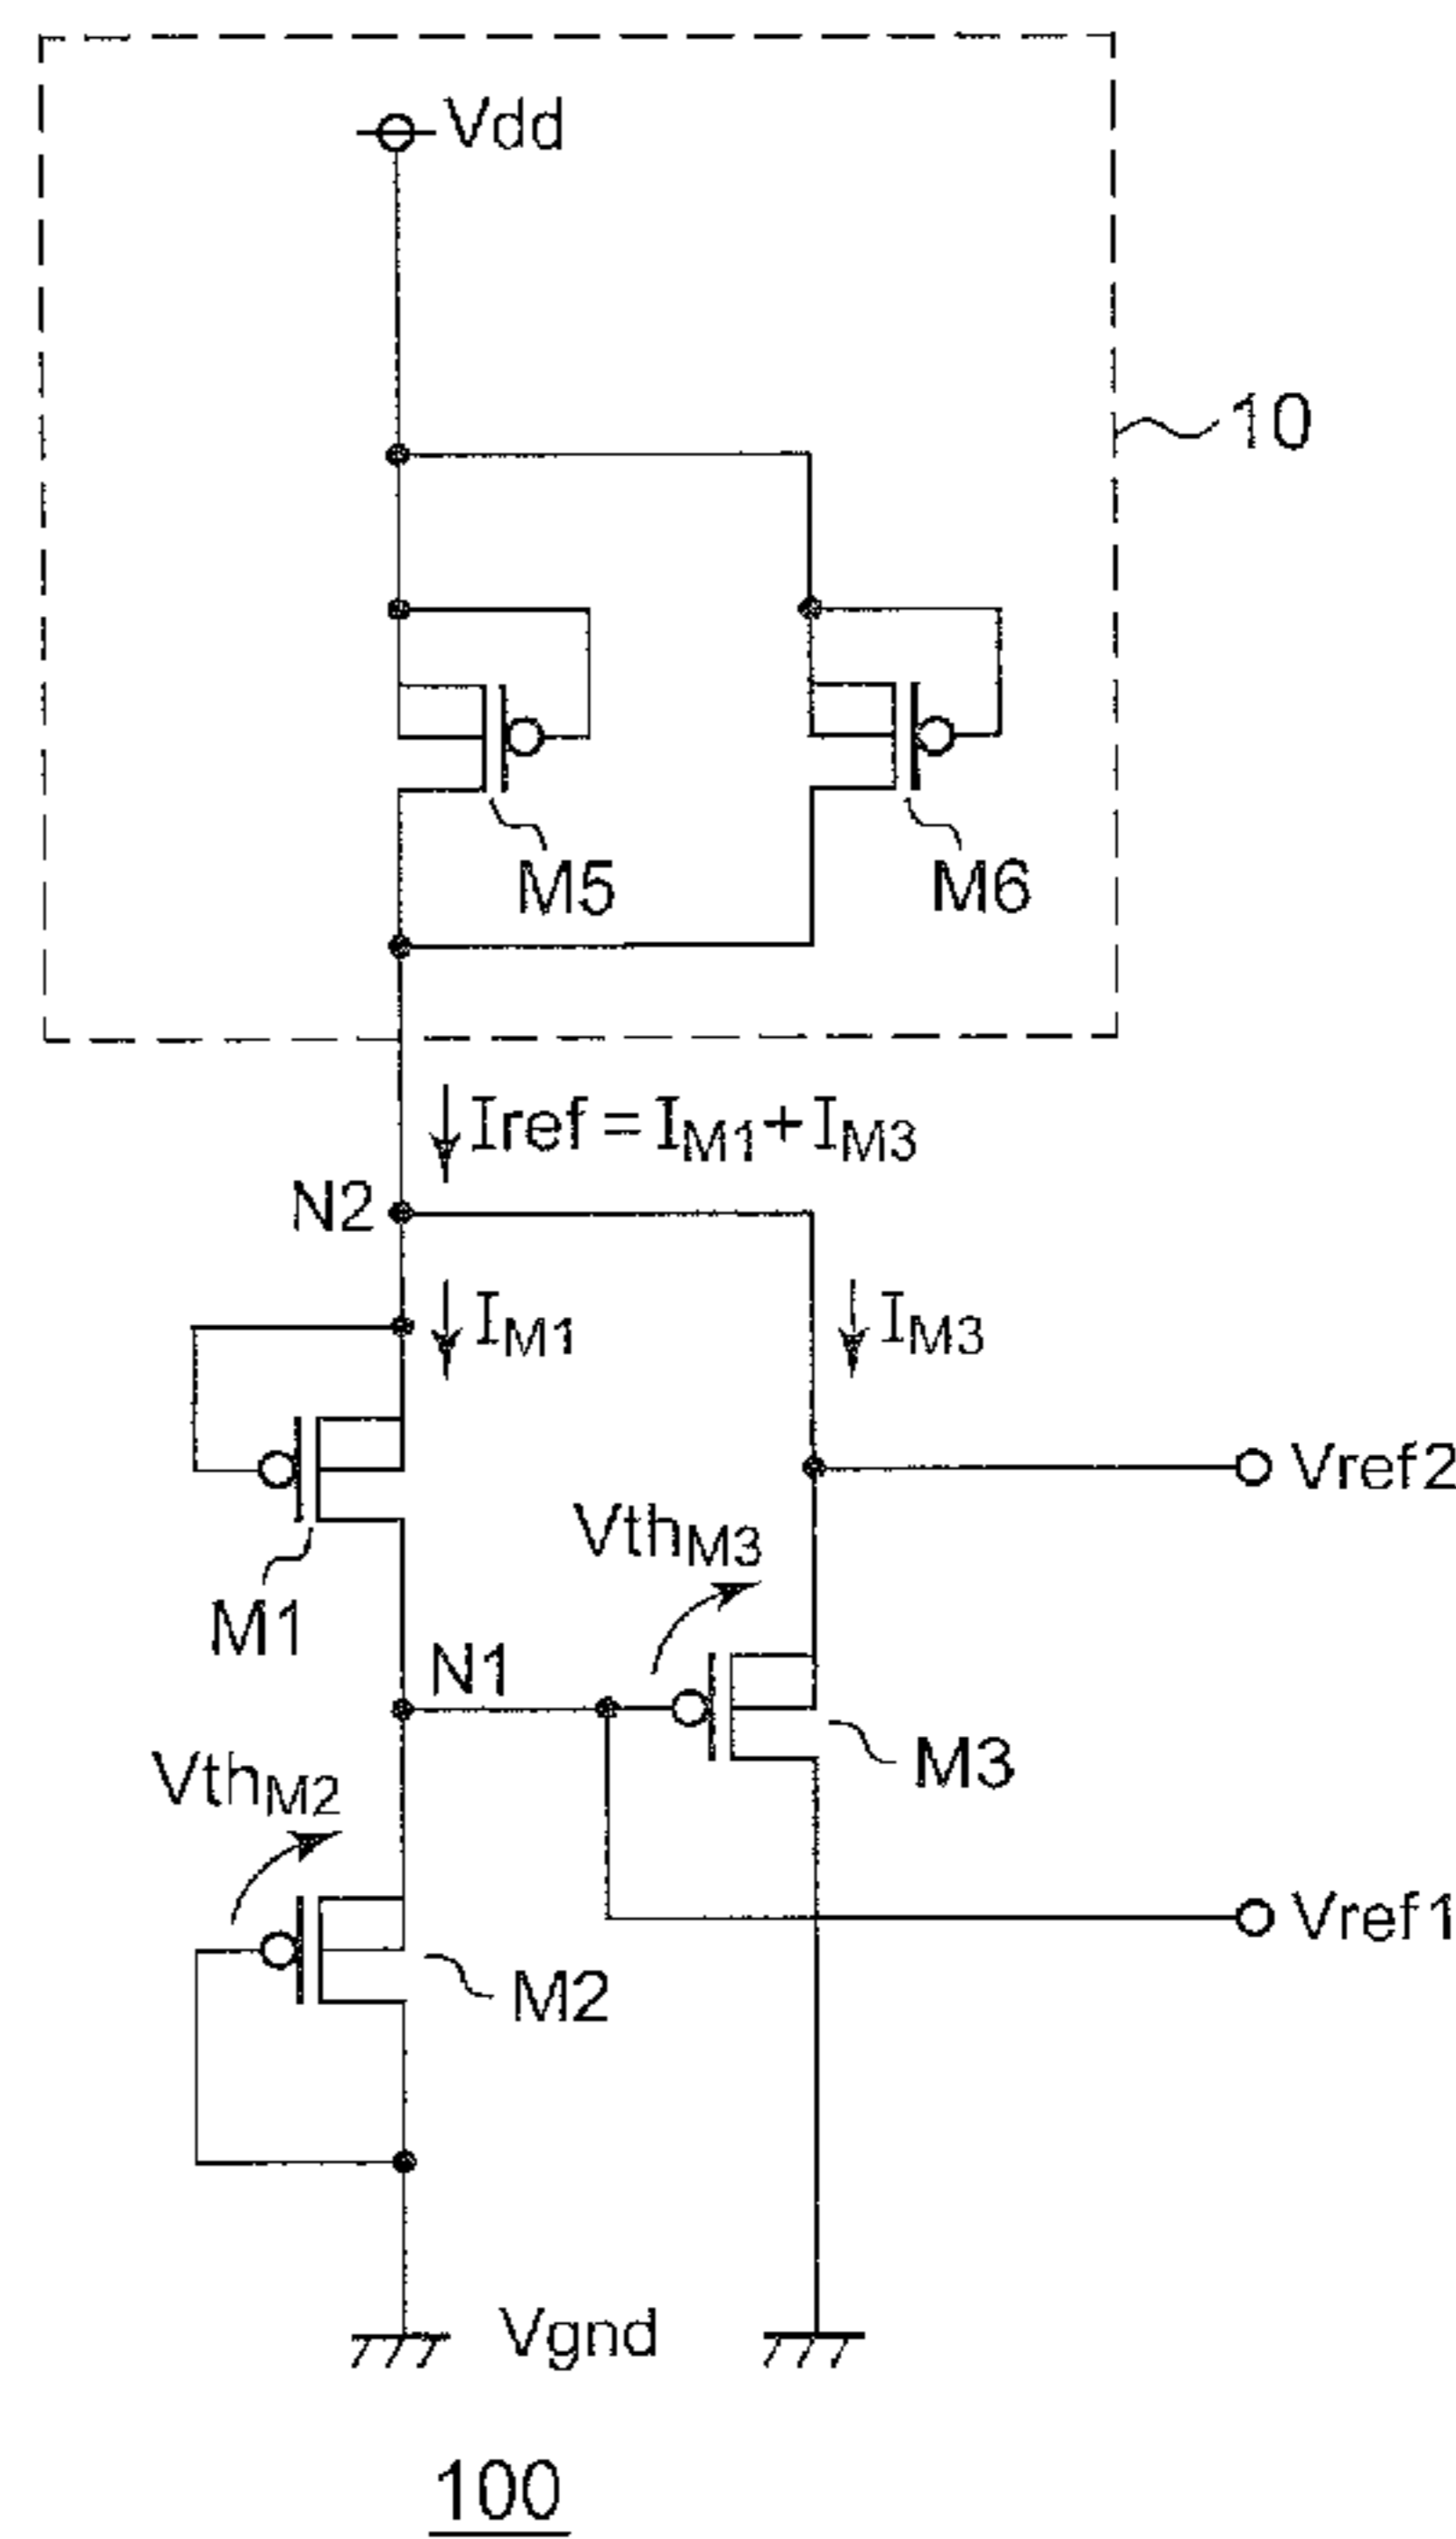 Vdd
10
M5
M6
Iref=IM1+IM3
N2
IM1
IM3
Vref2
VthM3
M1
N1
M3
VthM2
Vref1
M2
Vgnd
100